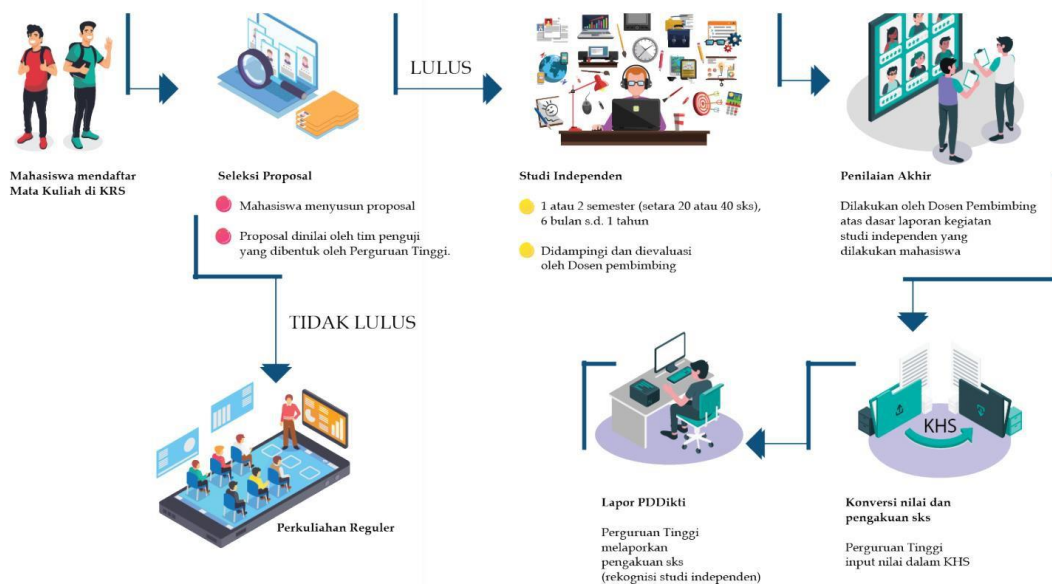 LULUS
Mahasiswa mendaftar
Mata Kuliah di KRS
Seleksi Proposal
Mahasiswa menyusun proposal
Proposal dinilai oleh tim penguji
yang dibentuk oleh Perguruan Tinggi.
Studi Independen
1 atau 2 semester (setara 20 atau 40 sks),
6 bulan s.d. 1 tahun
Didampingi dan dievaluasi
oleh Dosen pembimbing
Penilaian Akhir
Dilakukan oleh Dosen Pembimbing
atas dasar laporan kegiatan
studi independen yang
dilakukan mahasiswa
TIDAK LULUS
Perkuliahan Reguler
KHS
Lapor PDDikti
Perguruan Tinggi
melaporkan
pengakuan sks
(rekognisi studi independen)
Konversi nilai dan
pengakuan sks
Perguruan Tinggi
input nilai dalam KHS